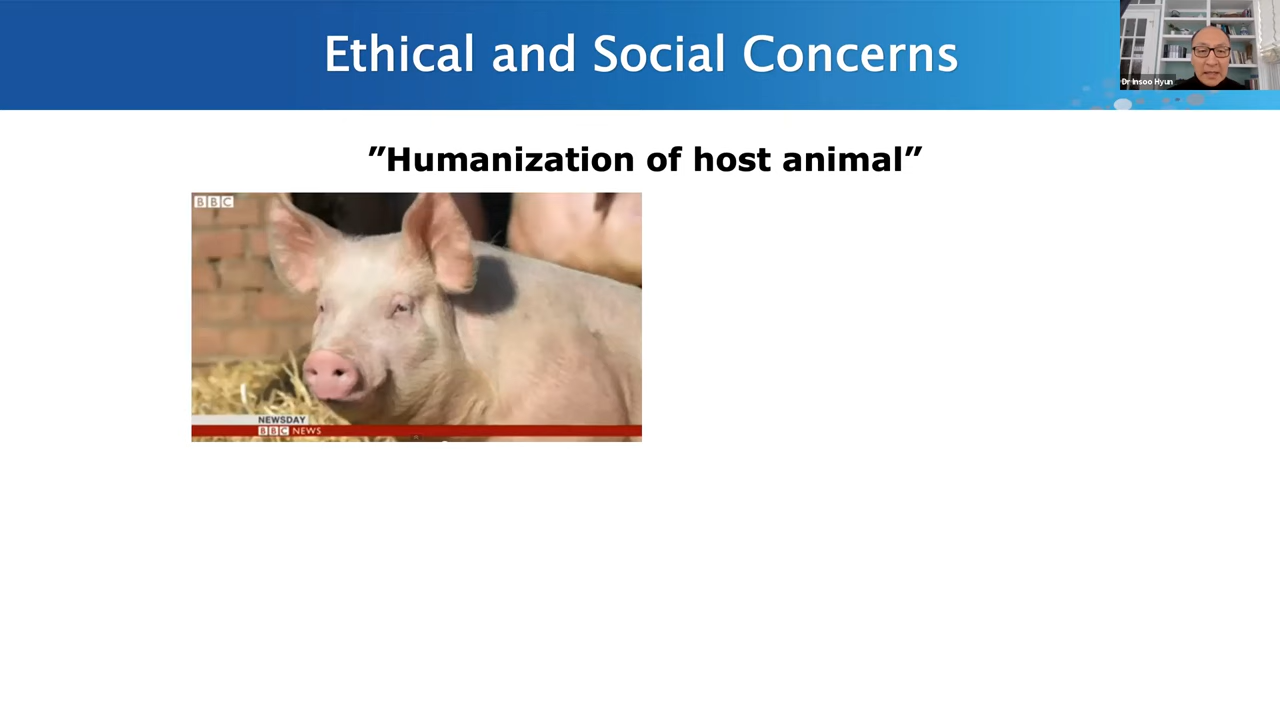 Ethical and Social Concerns
Dr Insoo Hyun
”Humanization of host animal”
BBC
NEWSDAY
BBC NEWS